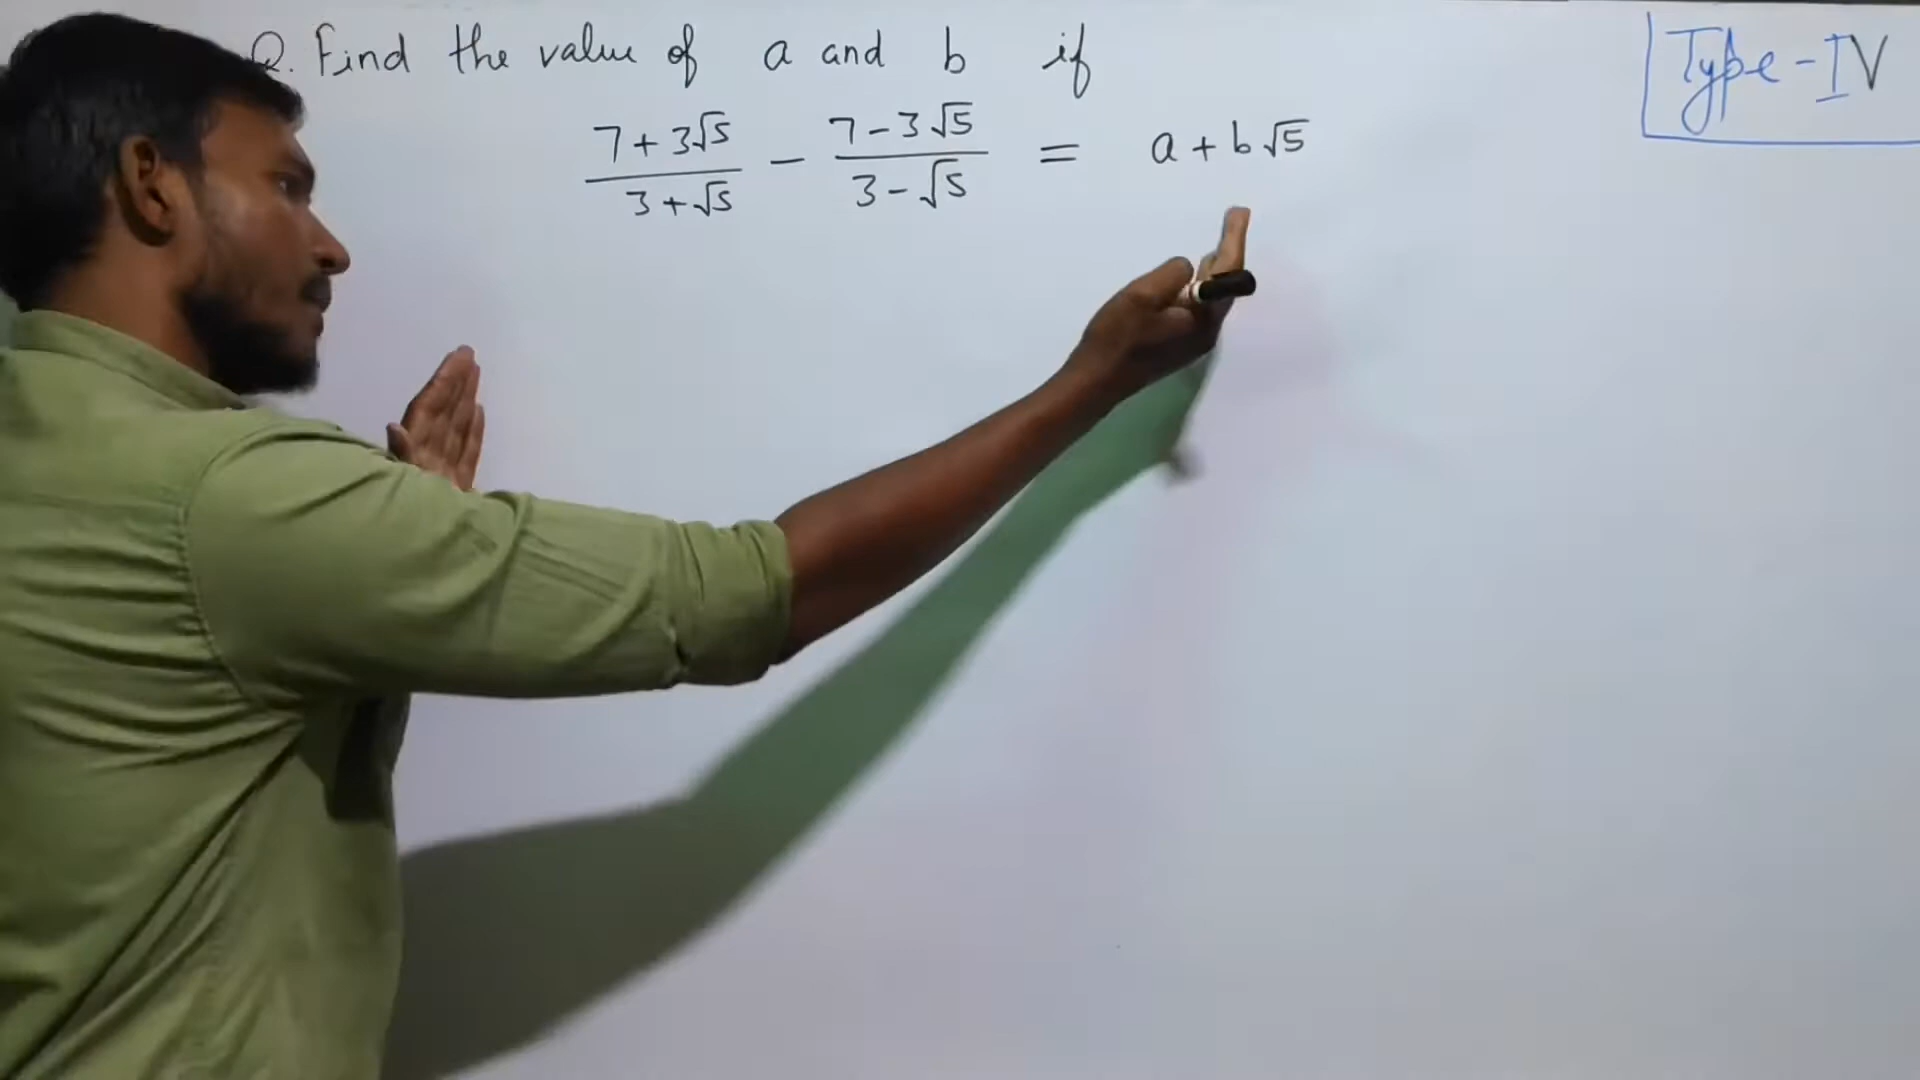 Q. Find the value of a and b if
Type-IV
7+3√5/3+√5 - 7-3√5/3-√5 = a+b√5